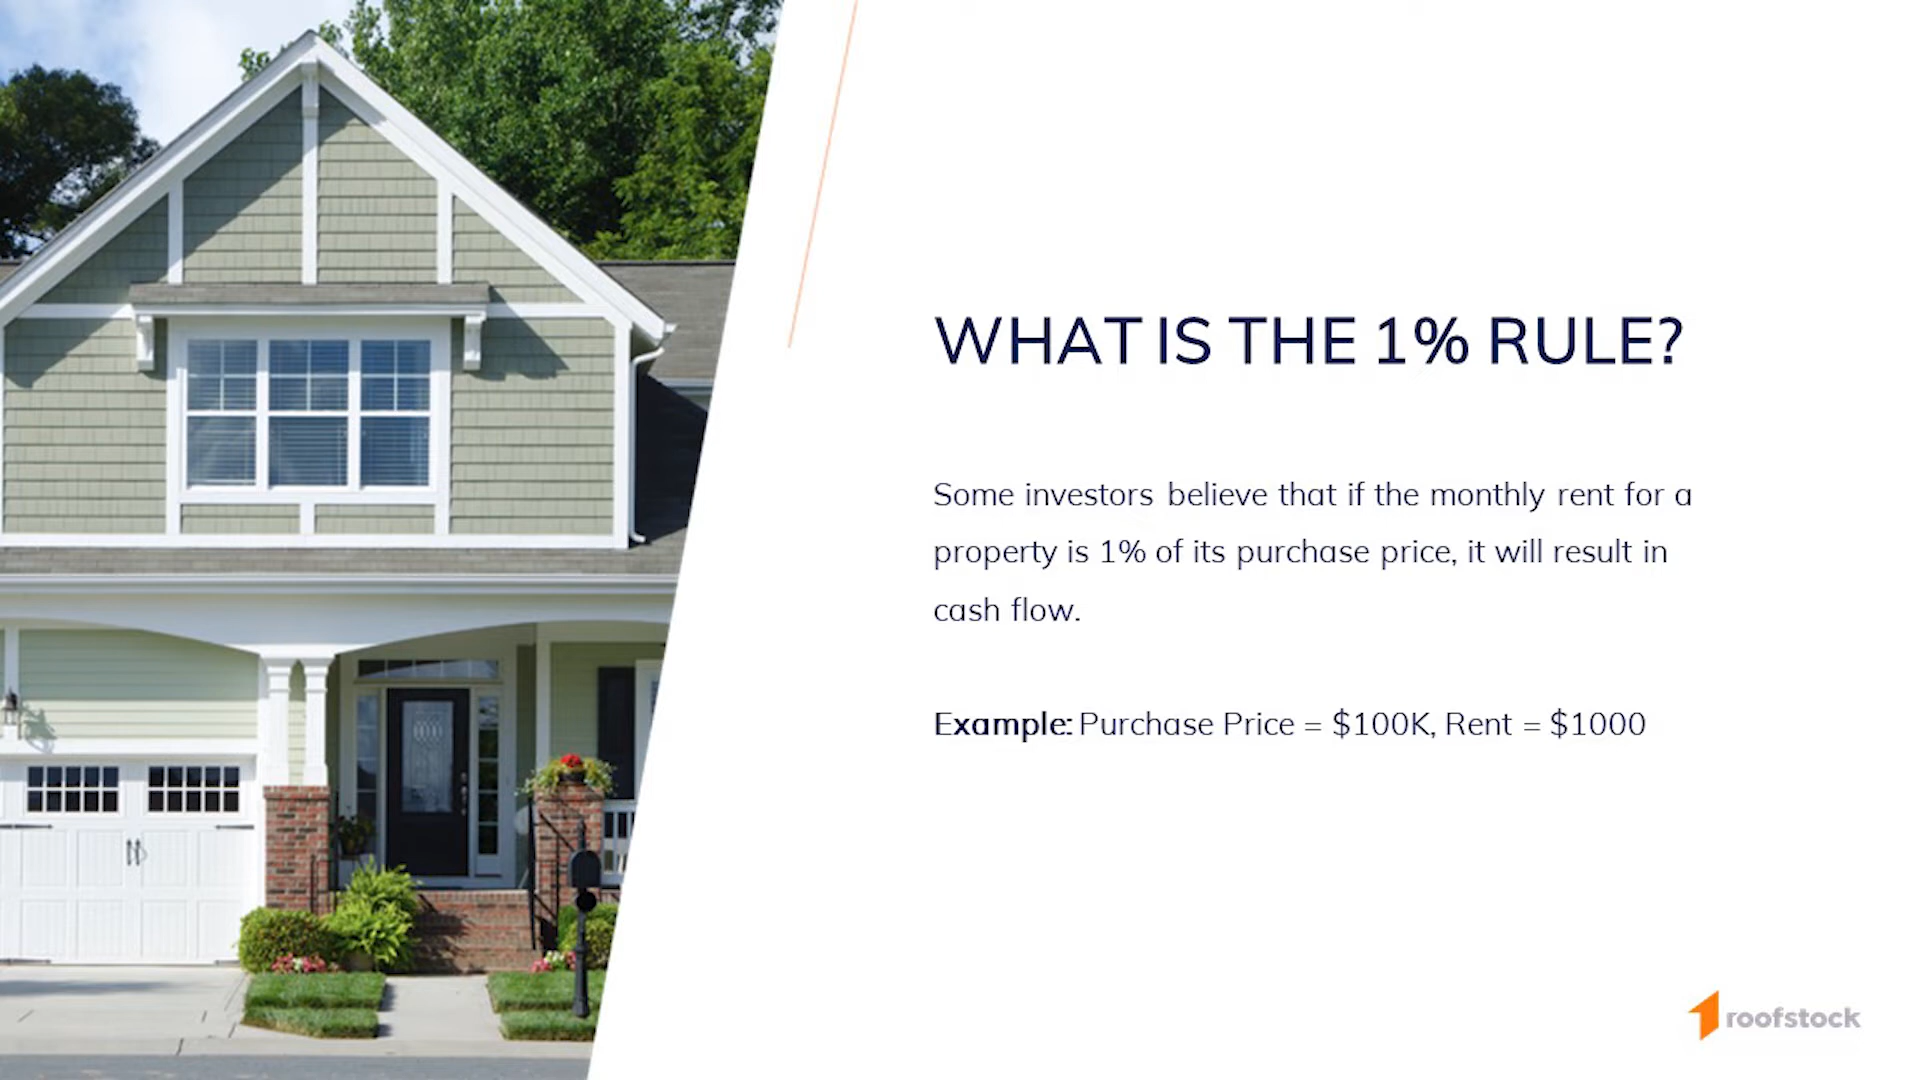 WHAT IS THE 1% RULE?
Some investors believe that if the monthly rent for a
property is 1% of its purchase price, it will result in
cash flow.
Example: Purchase Price = $100K, Rent = $1000
roofstock